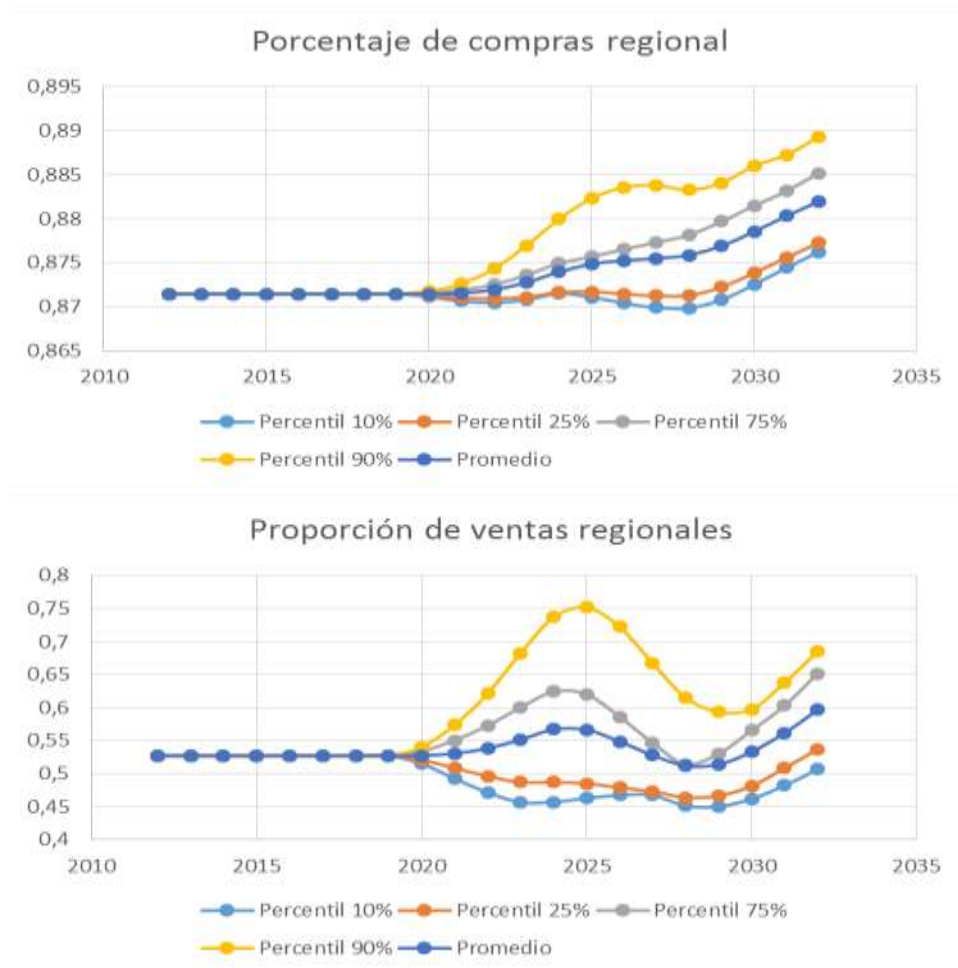 Porcentaje de compras regional
0,895
0,89
0,885
0,88
0,875
0,87
0,865
2010 2015 2020 2025 2030 2035
Percentil 10% Percentil 25% Percentil 75%
Percentil 90% Promedio
Proporción de ventas regionales
0,8
0,75
0,7
0,65
0,6
0,55
0,5
0,45
0,4
2010 2015 2020 2025 2030 2035
Percentil 10% Percentil 25% Percentil 75%
Percentil 90% Promedio